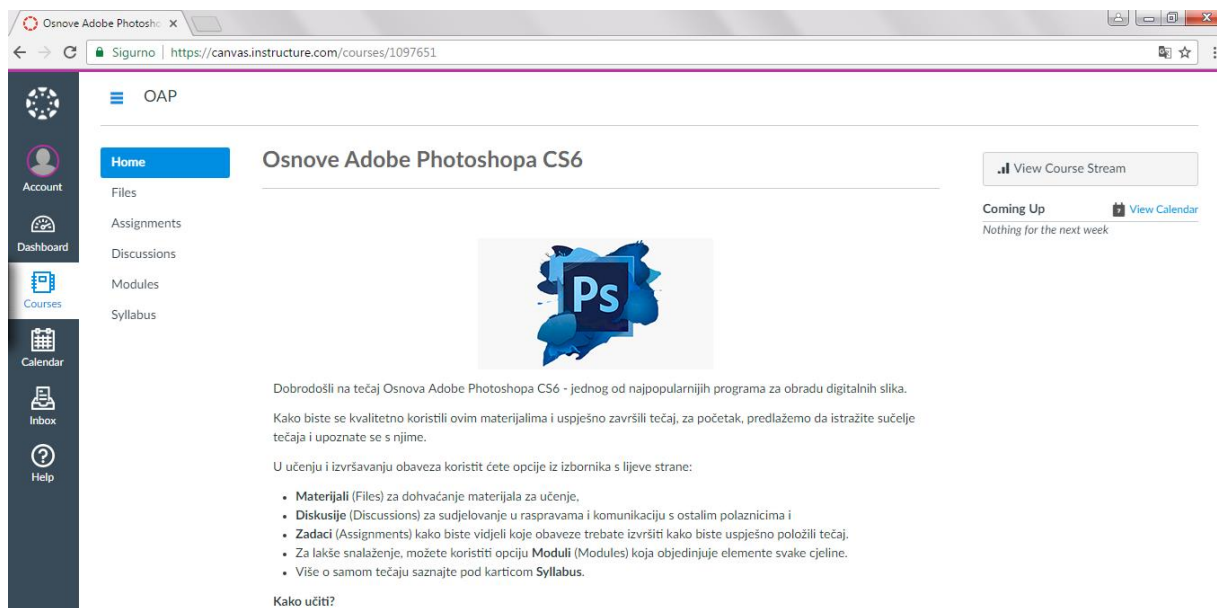 Osnove Adobe Photosho
Sigurno | https://canvas.instructure.com/courses/1097651
OAP
Account
Dashboard
Courses
Calendar
Inbox
Help
Home
Files
Assignments
Discussions
Modules
Syllabus
Osnove Adobe Photoshopa CS6
Ps
Dobrodošli na tečaj Osnova Adobe Photoshopa CS6 - jednog od najpopularnijih programa za obradu digitalnih slika.
Kako biste se kvalitetno koristili ovim materijalima i uspješno završili tečaj, za početak, predlažemo da istražite sučelje
tečaja i upoznate se s njime.
U učenju i izvršavanju obaveza koristit ćete opcije iz izbornika s lijeve strane:
• Materijali (Files) za dohvaćanje materijala za učenje,
• Diskusije (Discussions) za sudjelovanje u raspravama i komunikaciju s ostalim polaznicima i
• Zadaci (Assignments) kako biste vidjeli koje obaveze trebate izvršiti kako biste uspješno položili tečaj.
• Za lakše snalaženje, možete koristiti opciju Moduli (Modules) koja objedinjuje elemente svake cjeline.
• Više o samom tečaju saznajte pod karticom Syllabus.
Kako učiti?
View Course Stream
Coming Up
View Calendar
Nothing for the next week